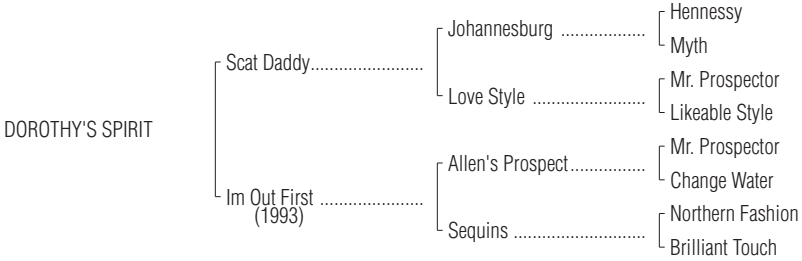 Hennessy
Johannesburg ..................
Myth
Scat Daddy.......................
Mr. Prospector
Love Style ........................
Likeable Style
DOROTHY'S SPIRIT
Mr. Prospector
Allen's Prospect................
Change Water
Im Out First ......................
(1993)
Northern Fashion
Sequins ............................
Brilliant Touch